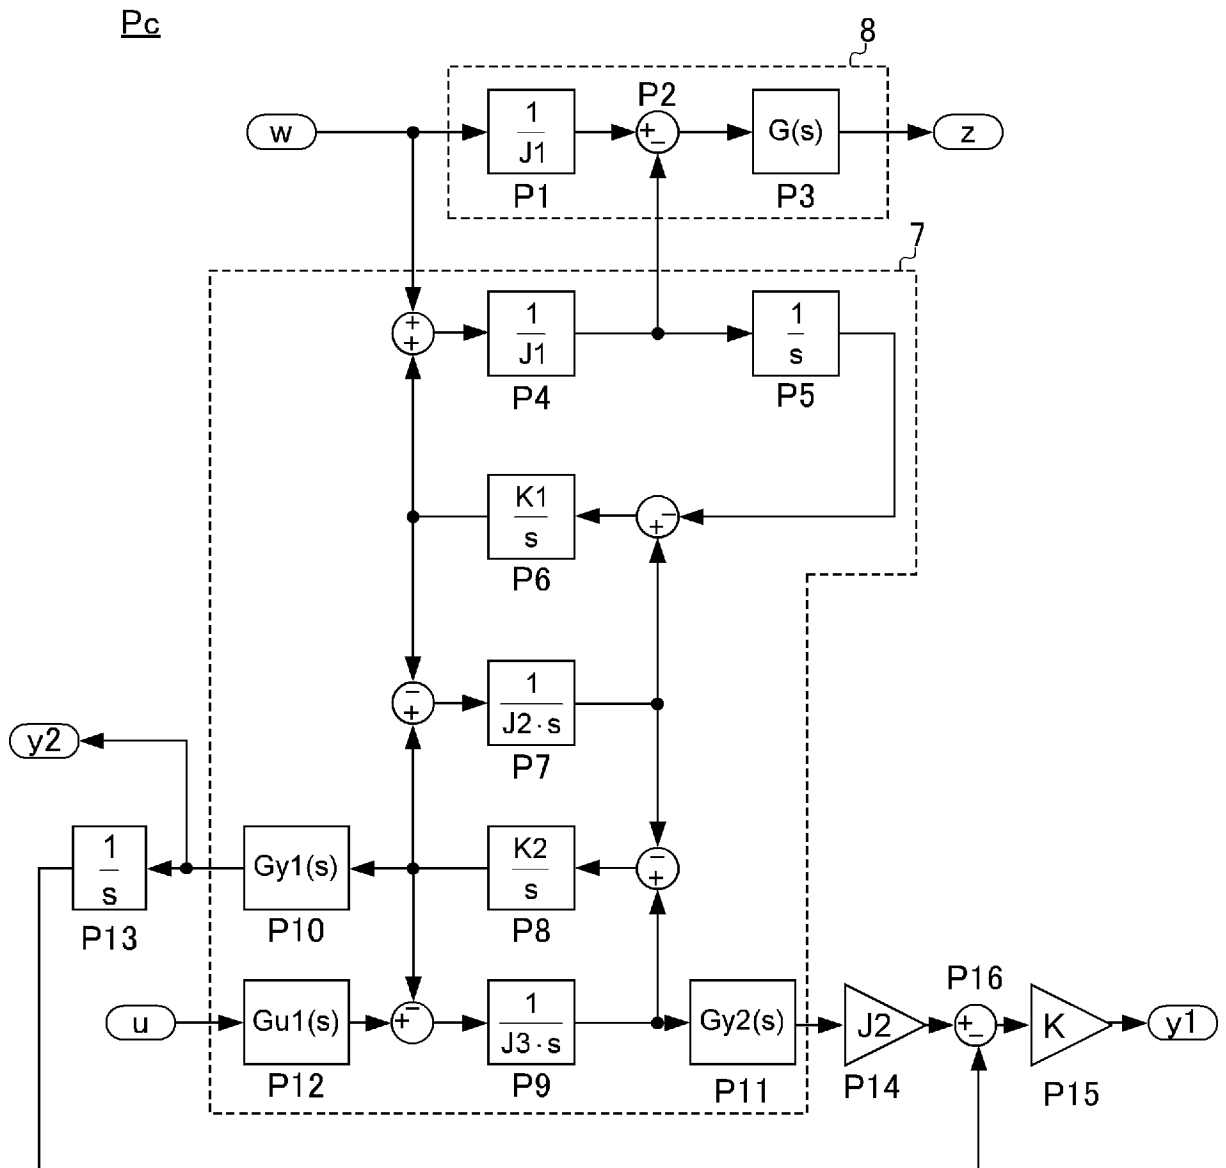 Pc
8
P2
w
1
J1
+
−
G(s)
z
P1
P3
7
+
+
1
J1
1
s
P4
P5
K1
s
+
−
P6
−
+
1
J2・s
y2
P7
1
s
Gy1(s)
K2
s
−
+
P13
P10
P8
P16
u
Gu1(s)
+
−
1
J3・s
Gy2(s)
J2
+
−
K
y1
P12
P9
P11
P14
P15